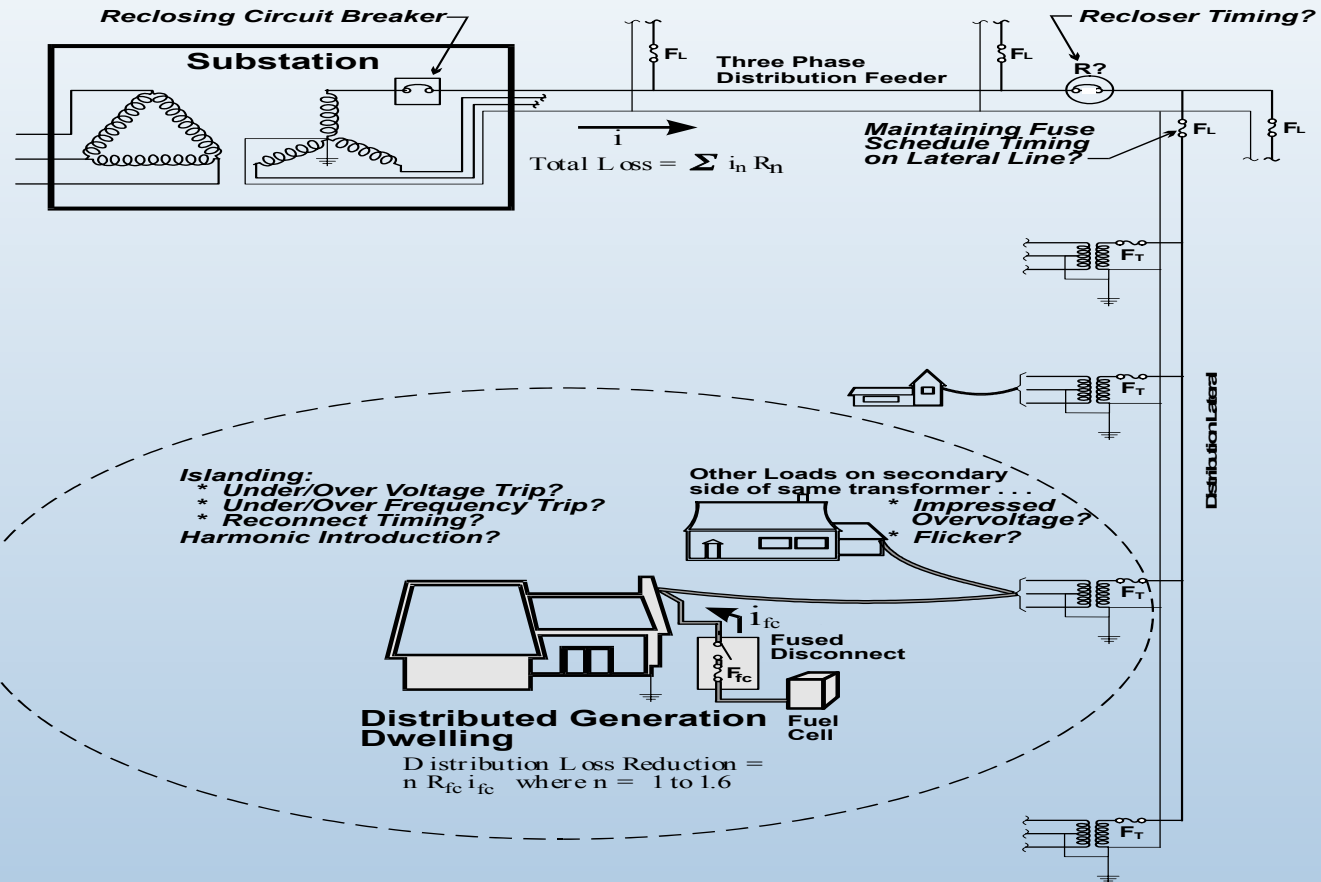 Reclosing Circuit Breaker
Recloser Timing?
Substation
FL
Three Phase
Distribution Feeder
FL
R?
Maintaining Fuse
Schedule Timing
on Lateral Line?
FL
FL
i
Total Loss = Σ in Rn
FT
FT
Distribution Lateral
Islanding:
* Under/Over Voltage Trip?
* Under/Over Frequency Trip?
* Reconnect Timing?
Harmonic Introduction?
Other Loads on secondary
side of same transformer . . .
* Impressed
Overvoltage?
* Flicker?
FT
ifc
Fused
Disconnect
Ffc
Fuel
Cell
Distributed Generation
Dwelling
Distribution Loss Reduction =
n Rfc ifc where n = 1 to 1.6
FT